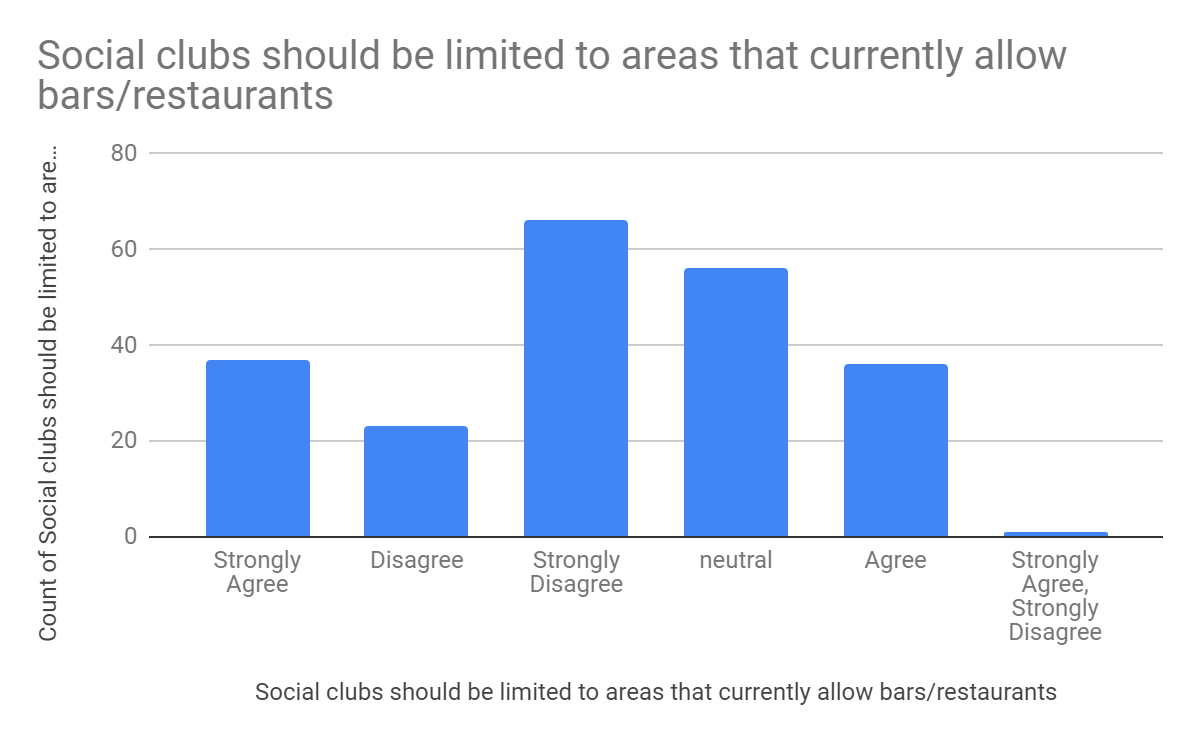 Social clubs should be limited to areas that currently allow
bars/restaurants
Count of Social clubs should be limited to are...
80
60
40
20
0
Strongly
Agree
Disagree
Strongly
Disagree
neutral
Agree
Strongly
Agree,
Strongly
Disagree
Social clubs should be limited to areas that currently allow bars/restaurants